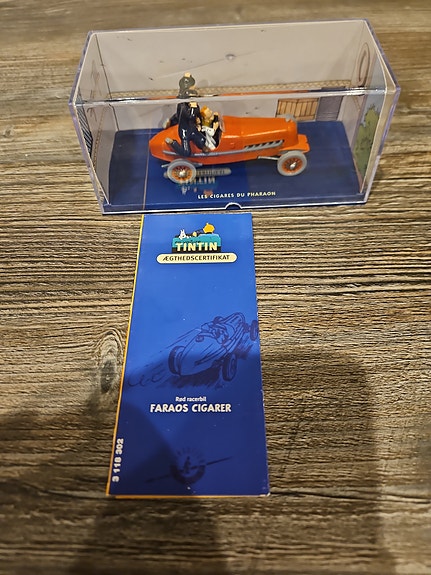 LES CIGARES DU PHARAON
TINTIN
ÆGTHEDSCERTIFIKAT
Rød racerbil
FARAOS CIGARER
3 118 302